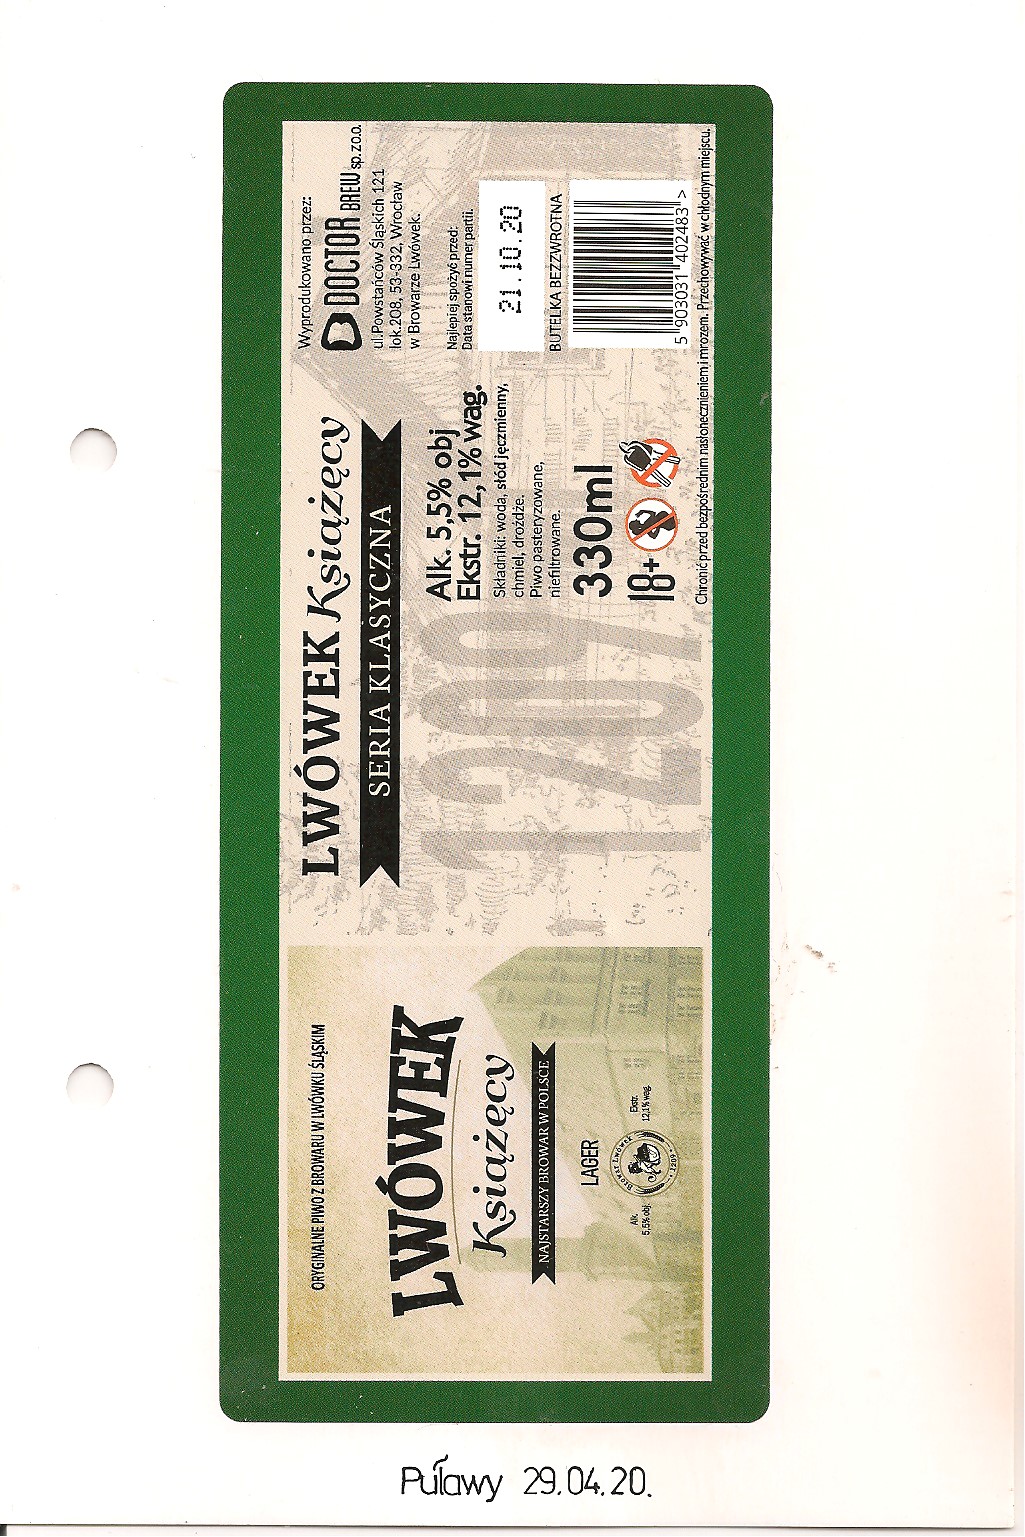 ORYGINALNE PIWO Z BROWARU W LWÓWKU ŚLĄSKIM
LWÓWEK
Książęcy
NAJSTARSZY BROWAR W POLSCE
LAGER
Alk.
5,5% obj.
BROWAR LWÓWEK
1209
Ekstr.
12,1% wag.
LWÓWEK Książęcy
SERIA KLASYCZNA
1209
Alk. 5,5% obj
Ekstr. 12,1% wag.
Składniki: woda, słód jęczmienny,
chmiel, drożdże.
Piwo pasteryzowane,
niefiltrowane.
330ml
18+
Wyprodukowano przez:
DOCTOR BREW sp. z o.o.
ul.Powstańców Śląskich 121
lok.208, 53-332, Wrocław
w Browarze Lwówek.
Najlepiej spożyć przed:
Data stanowi numer partii.
21.10.20
BUTELKA BEZZWROTNA
5 903031 402483 >
Chronić przed bezpośrednim nasłonecznieniem i mrozem. Przechowywać w chłodnym miejscu.
Puławy 29.04.20.